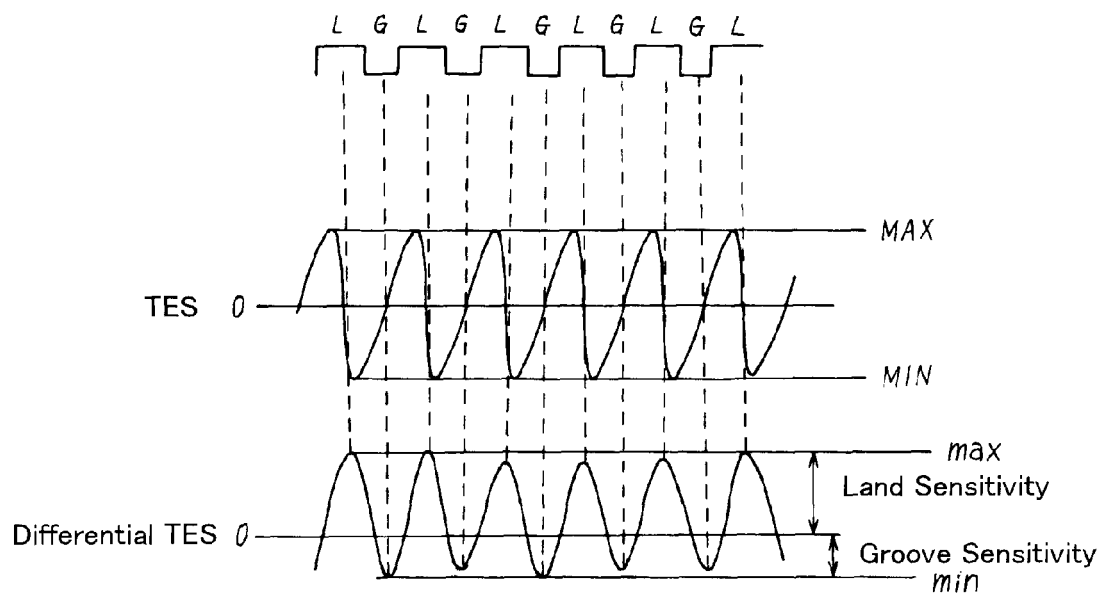 L G L G L G L G L G L
MAX
TES 0
MIN
max
Land Sensitivity
Differential TES 0
Groove Sensitivity
min